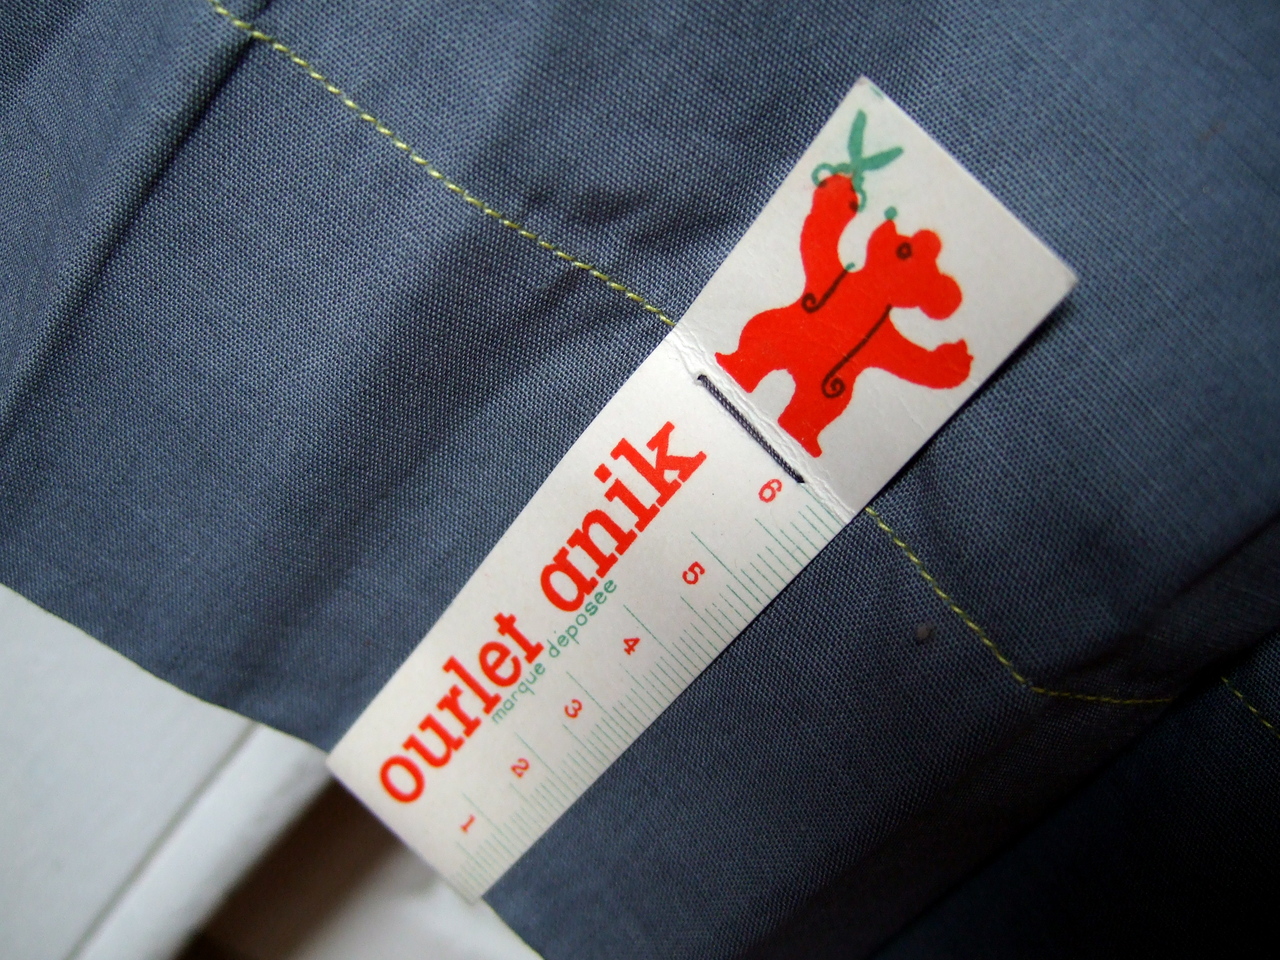 ourlet anik
marque déposée
1 2 3 4 5 6